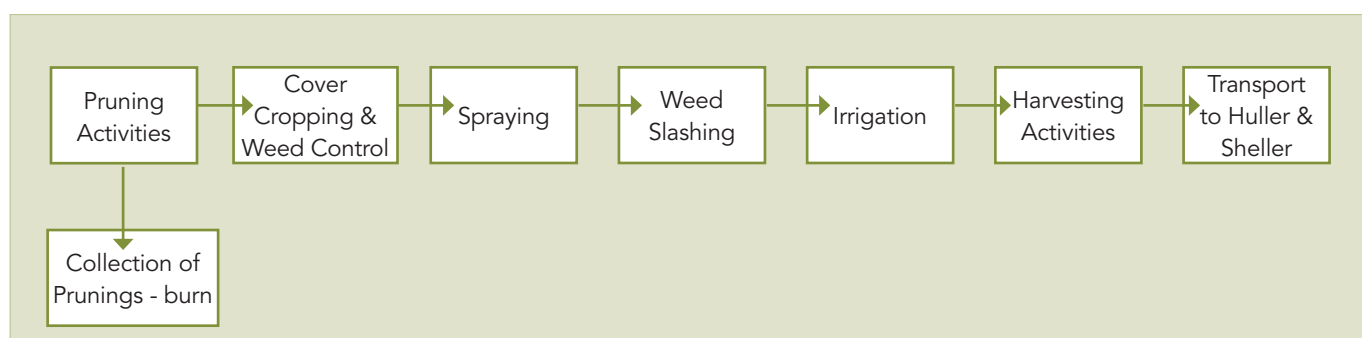 Pruning
Activities
Cover
Cropping &
Weed Control
Spraying
Weed
Slashing
Irrigation
Harvesting
Activities
Transport
to Huller &
Sheller
Collection of
Prunings - burn